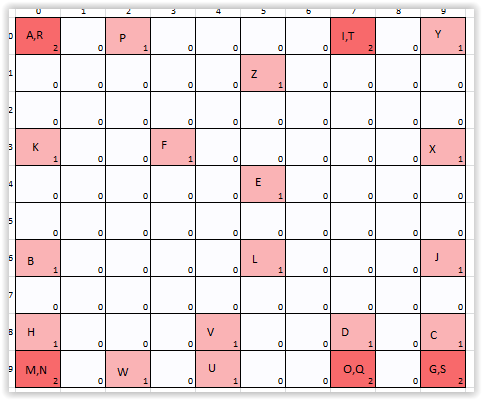 0 1 2 3 4 5 6 7 8 9
0 A,R P I,T Y
2 0 1 0 0 0 0 2 0 1
1 Z
0 0 0 0 0 1 0 0 0 0
2
0 0 0 0 0 0 0 0 0 0
3 K F X
1 0 0 1 0 0 0 0 0 1
4 E
0 0 0 0 0 1 0 0 0 0
5
0 0 0 0 0 0 0 0 0 0
6 B L J
1 0 0 0 0 1 0 0 0 1
7
0 0 0 0 0 0 0 0 0 0
8 H V D C
1 0 0 0 1 0 0 1 0 1
9 M,N W U O,Q G,S
2 0 1 0 1 0 0 2 0 2